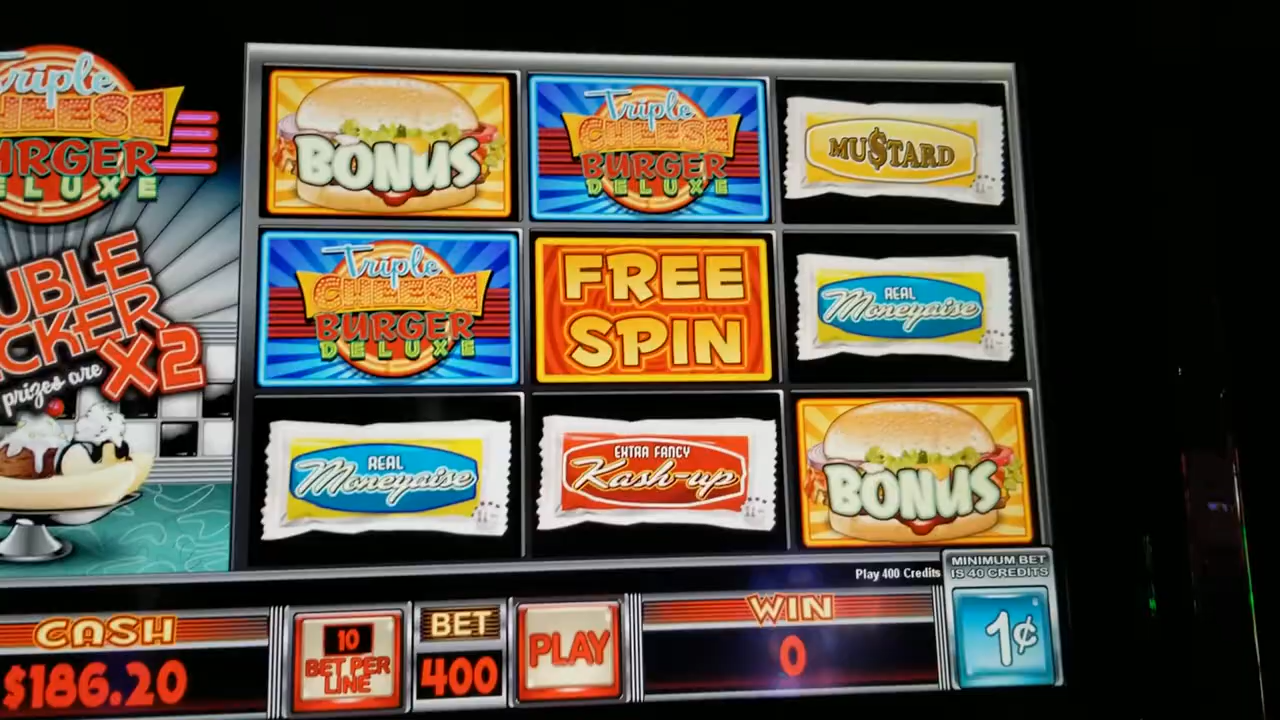 Triple
CHEESE
BURGER
DELUXE
prizes are
X2
BONUS
Triple
CHEESE
BURGER
DELUXE
MU$TARD
Triple
CHEESE
BURGER
DELUXE
FREE
SPIN
REAL
Moneyaise
REAL
Moneyaise
EXTRA FANCY
Kash-up
BONUS
Play 400 Credits
MINIMUM BET
IS 40 CREDITS
CASH
$186.20
10
BET PER
LINE
BET
400
PLAY
WIN
0
1¢